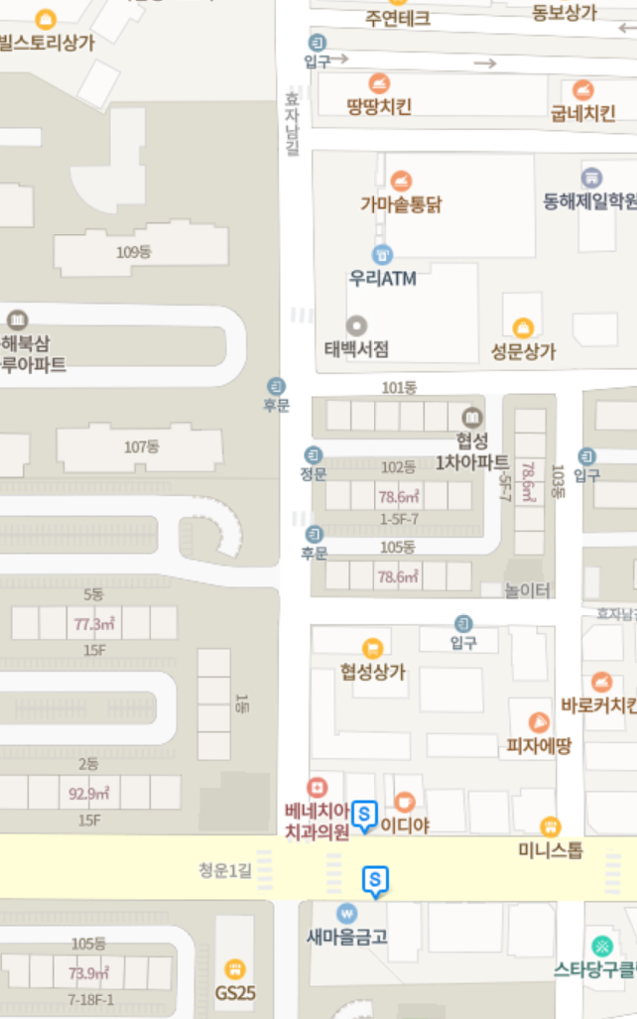 주연테크
동보상가
빌스토리상가
입구
땅땅치킨
굽네치킨
효자남길
가마솥통닭
동해제일학원
109동
우리ATM
해북삼
루아파트
태백서점
성문상가
후문
101동
협성
1차아파트
107동
정문
102동
78.6㎡
1-5F-7
1-5F-7
78.6㎡
103동
입구
후문
105동
78.6㎡
놀이터
5동
77.3㎡
15F
입구
효자남길
협성상가
바로커치킨
1동
피자에땅
2동
92.9㎡
15F
베네치아
치과의원
S
이디야
미니스톱
청운1길
S
새마을금고
105동
73.9㎡
7-18F-1
GS25
스타당구클럽